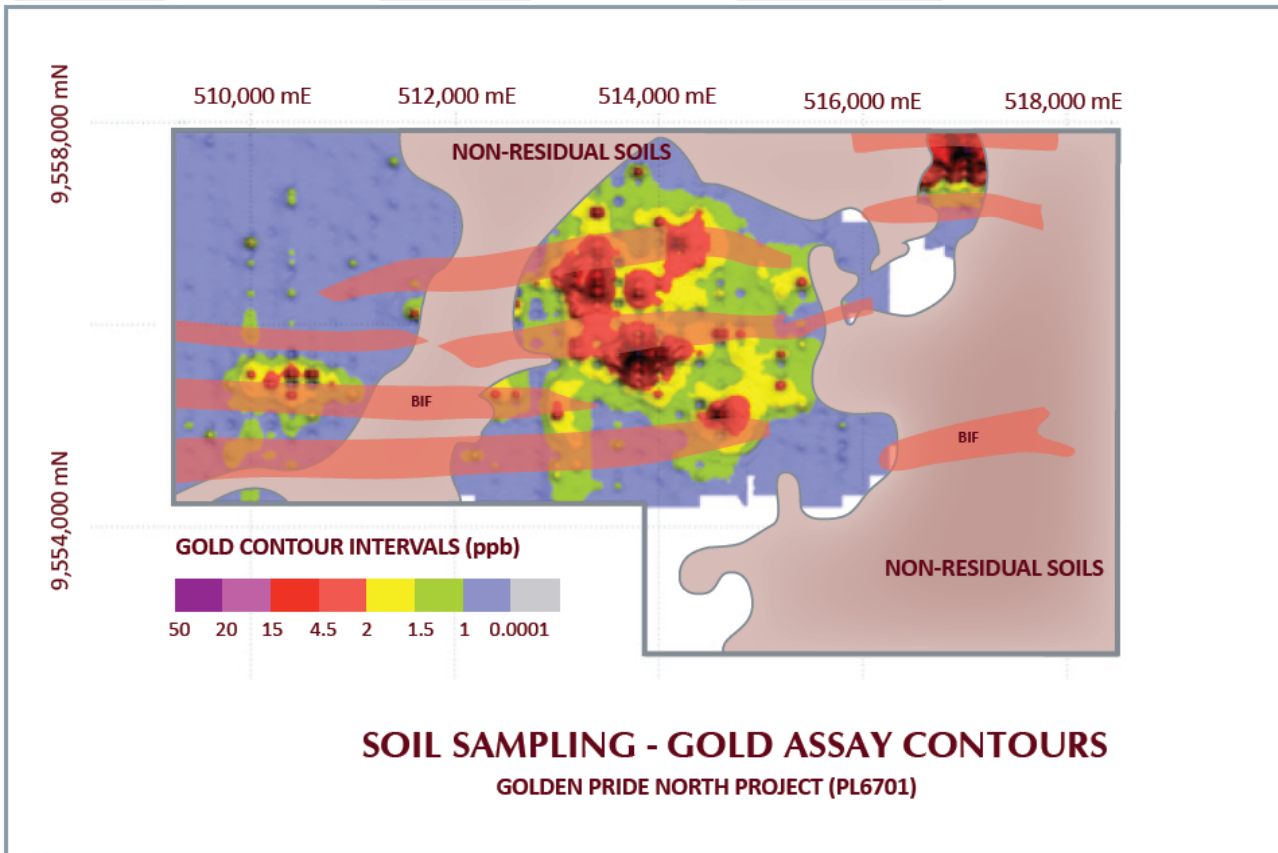 510,000 mE 512,000 mE 514,000 mE 516,000 mE 518,000 mE
9,558,000 mN
NON-RESIDUAL SOILS
BIF
BIF
9,554,000 mN
GOLD CONTOUR INTERVALS (ppb)
50 20 15 4.5 2 1.5 1 0.0001
NON-RESIDUAL SOILS
SOIL SAMPLING - GOLD ASSAY CONTOURS
GOLDEN PRIDE NORTH PROJECT (PL6701)